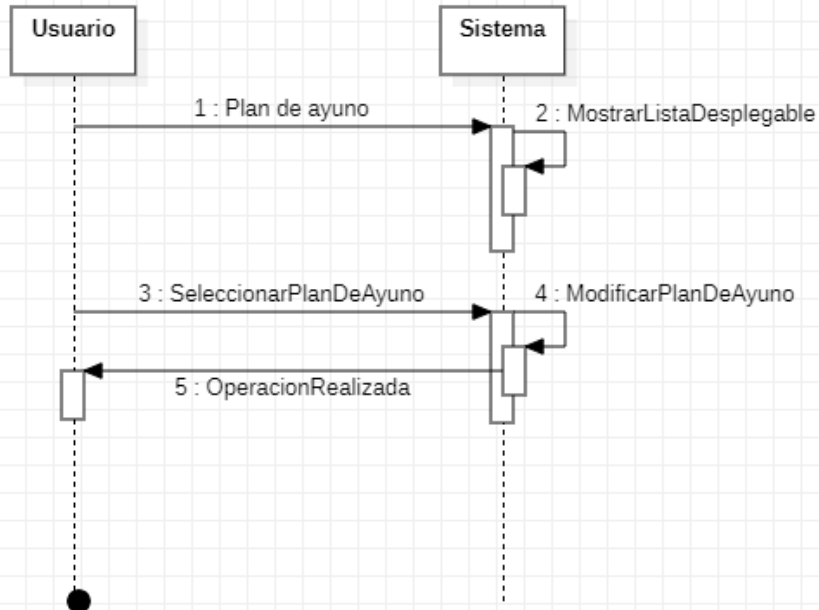 Usuario
Sistema
1 : Plan de ayuno
2 : MostrarListaDesplegable
3 : SeleccionarPlanDeAyuno
4 : ModificarPlanDeAyuno
5 : OperacionRealizada